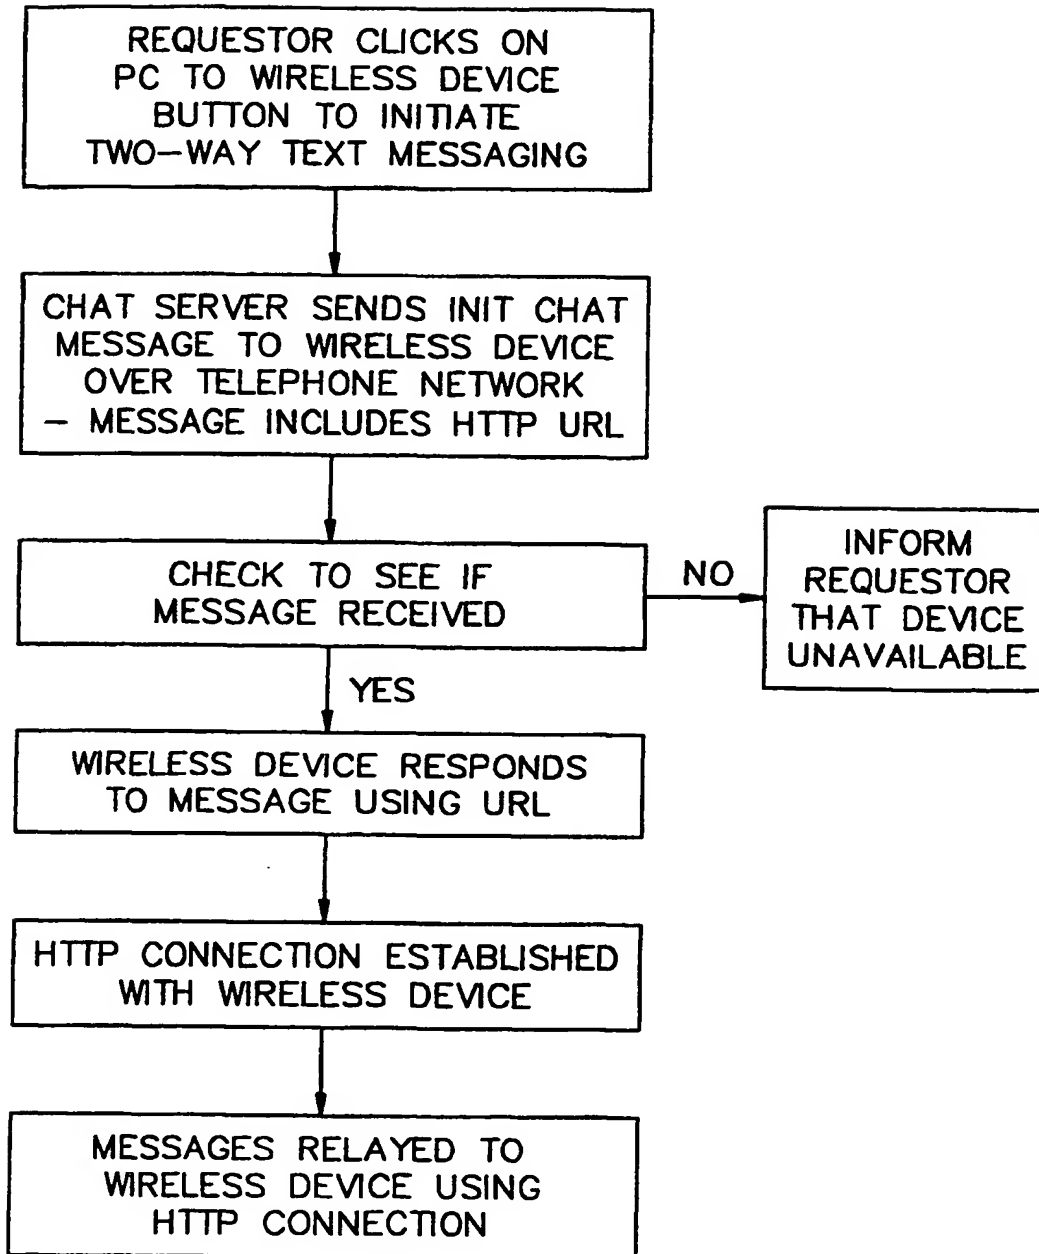 REQUESTOR CLICKS ON
PC TO WIRELESS DEVICE
BUTTON TO INITIATE
TWO-WAY TEXT MESSAGING
CHAT SERVER SENDS INIT CHAT
MESSAGE TO WIRELESS DEVICE
OVER TELEPHONE NETWORK
– MESSAGE INCLUDES HTTP URL
CHECK TO SEE IF
MESSAGE RECEIVED
NO
INFORM
REQUESTOR
THAT DEVICE
UNAVAILABLE
YES
WIRELESS DEVICE RESPONDS
TO MESSAGE USING URL
HTTP CONNECTION ESTABLISHED
WITH WIRELESS DEVICE
MESSAGES RELAYED TO
WIRELESS DEVICE USING
HTTP CONNECTION